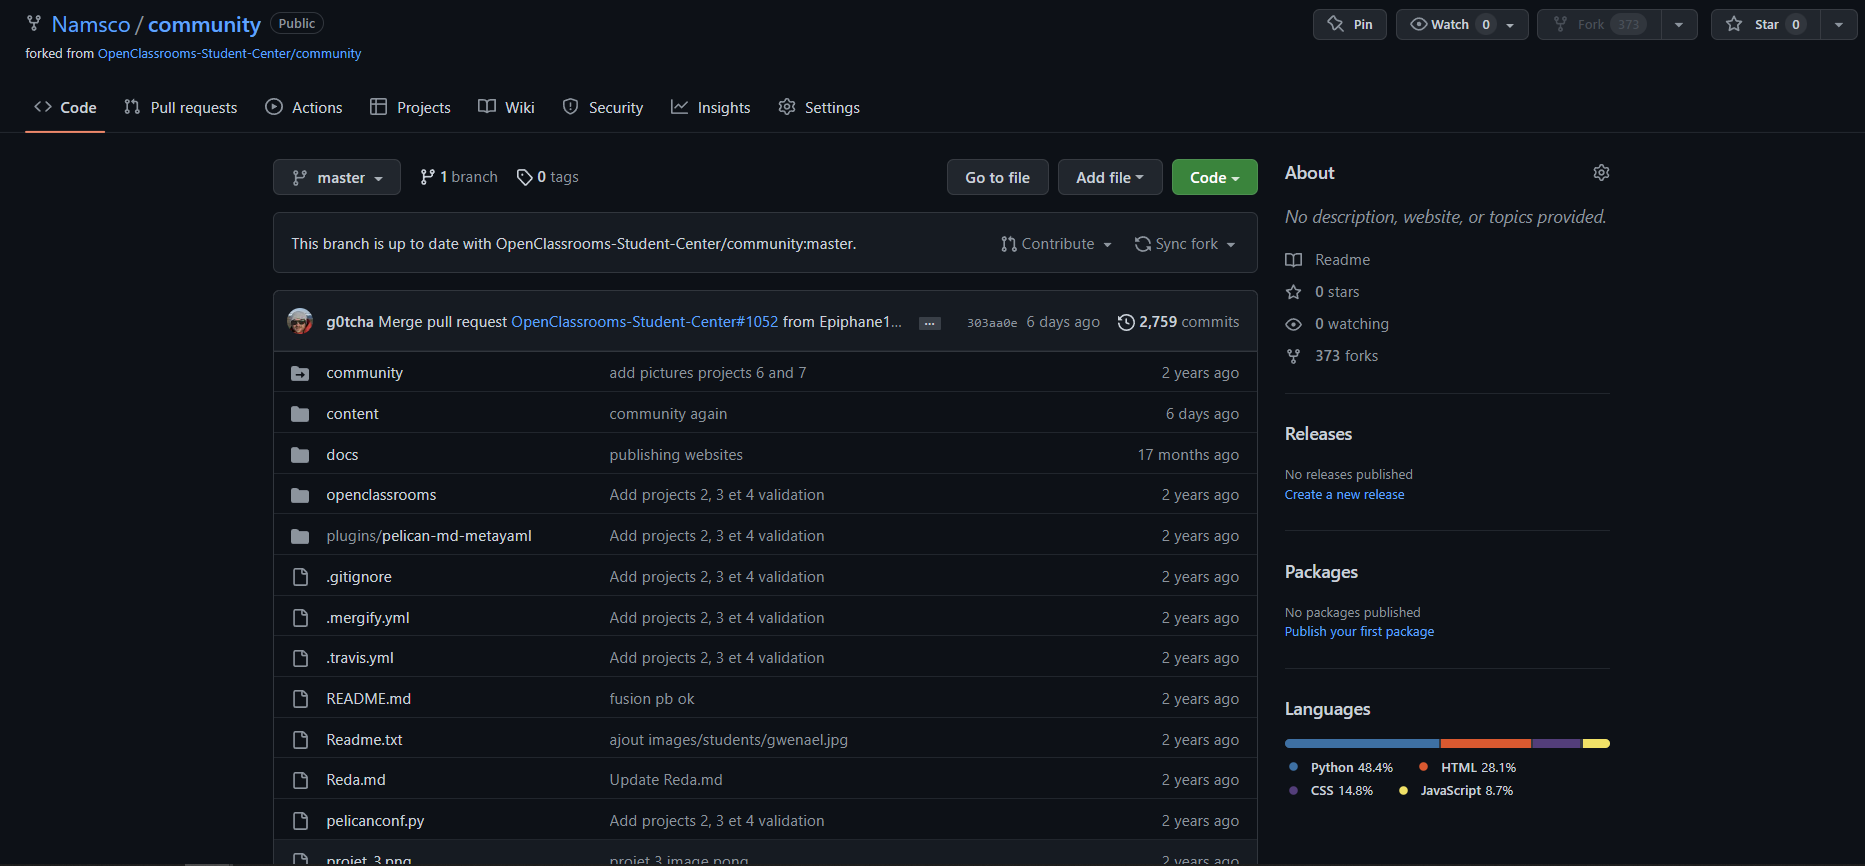 Namsco / community Public
Pin Watch 0 Fork 373 Star 0
forked from OpenClassrooms-Student-Center/community
Code Pull requests Actions Projects Wiki Security Insights Settings
master 1 branch 0 tags Go to file Add file Code
This branch is up to date with OpenClassrooms-Student-Center/community:master. Contribute Sync fork
g0tcha Merge pull request OpenClassrooms-Student-Center#1052 from Epiphane1... ... 303aa0e 6 days ago 2,759 commits
community add pictures projects 6 and 7 2 years ago
content community again 6 days ago
docs publishing websites 17 months ago
openclassrooms Add projects 2, 3 et 4 validation 2 years ago
plugins/pelican-md-metayaml Add projects 2, 3 et 4 validation 2 years ago
.gitignore Add projects 2, 3 et 4 validation 2 years ago
.mergify.yml Add projects 2, 3 et 4 validation 2 years ago
.travis.yml Add projects 2, 3 et 4 validation 2 years ago
README.md fusion pb ok 2 years ago
Readme.txt ajout images/students/gwenael.jpg 2 years ago
Reda.md Update Reda.md 2 years ago
pelicanconf.py Add projects 2, 3 et 4 validation 2 years ago
projet_3.png projet 3 image pong 2 years ago
About
No description, website, or topics provided.
Readme
0 stars
0 watching
373 forks
Releases
No releases published
Create a new release
Packages
No packages published
Publish your first package
Languages
Python 48.4% HTML 28.1%
CSS 14.8% JavaScript 8.7%